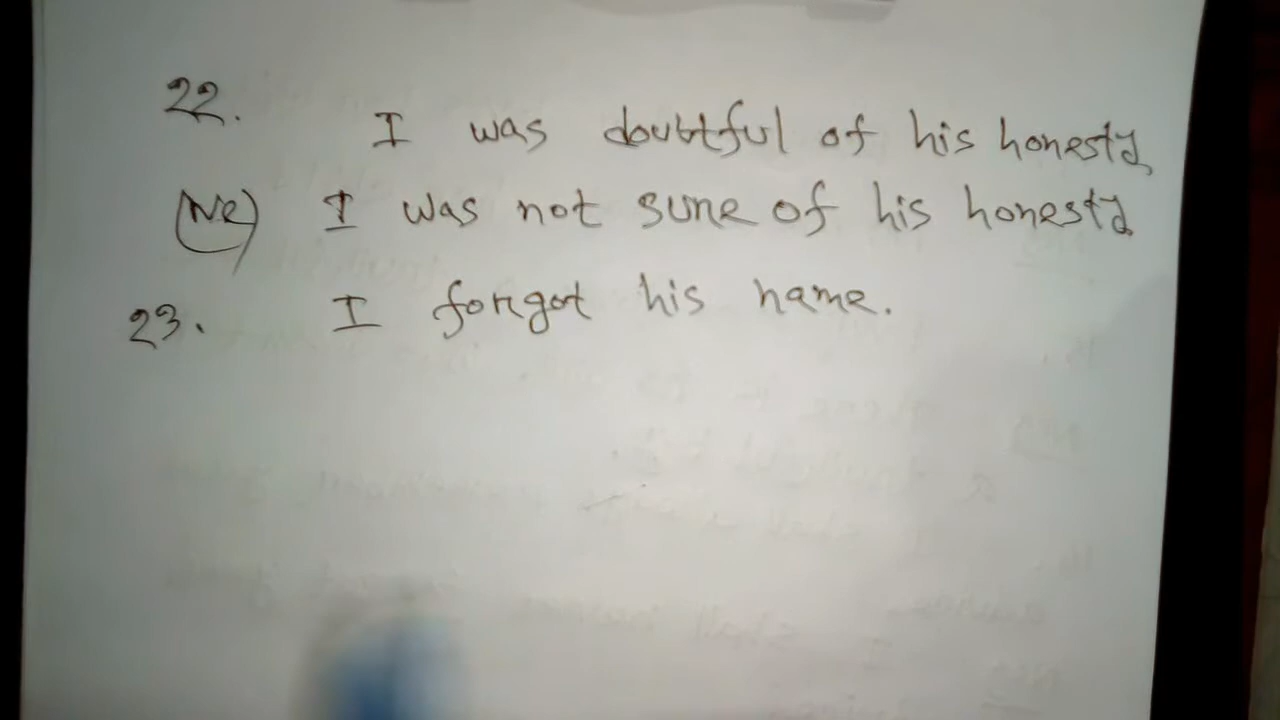 22. I was doubtful of his honesty
(Ne) I was not sure of his honesty
23. I forgot his name.